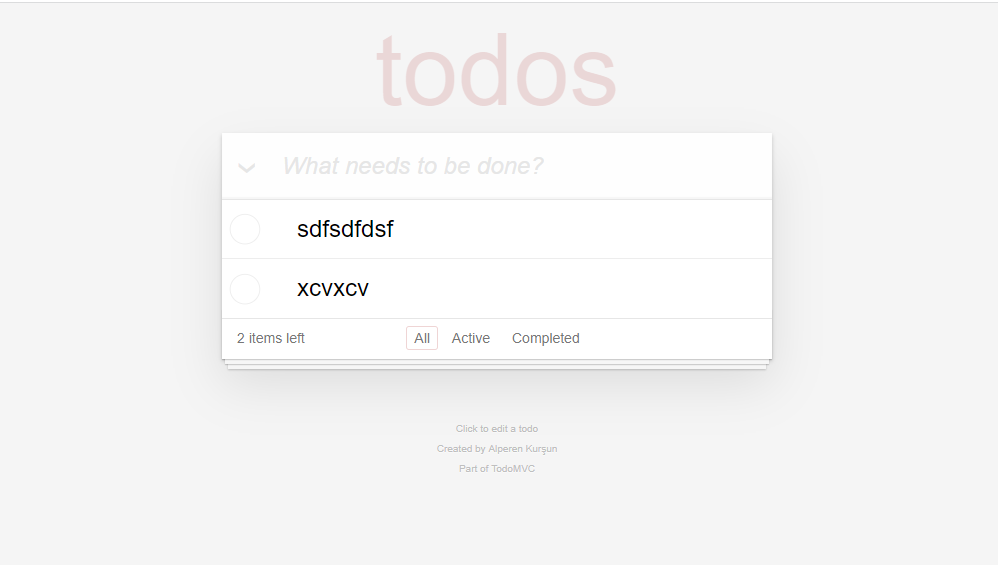 todos
What needs to be done?
sdfsdfdsf
xcvxcv
2 items left All Active Completed
Click to edit a todo
Created by Alperen Kurşun
Part of TodoMVC